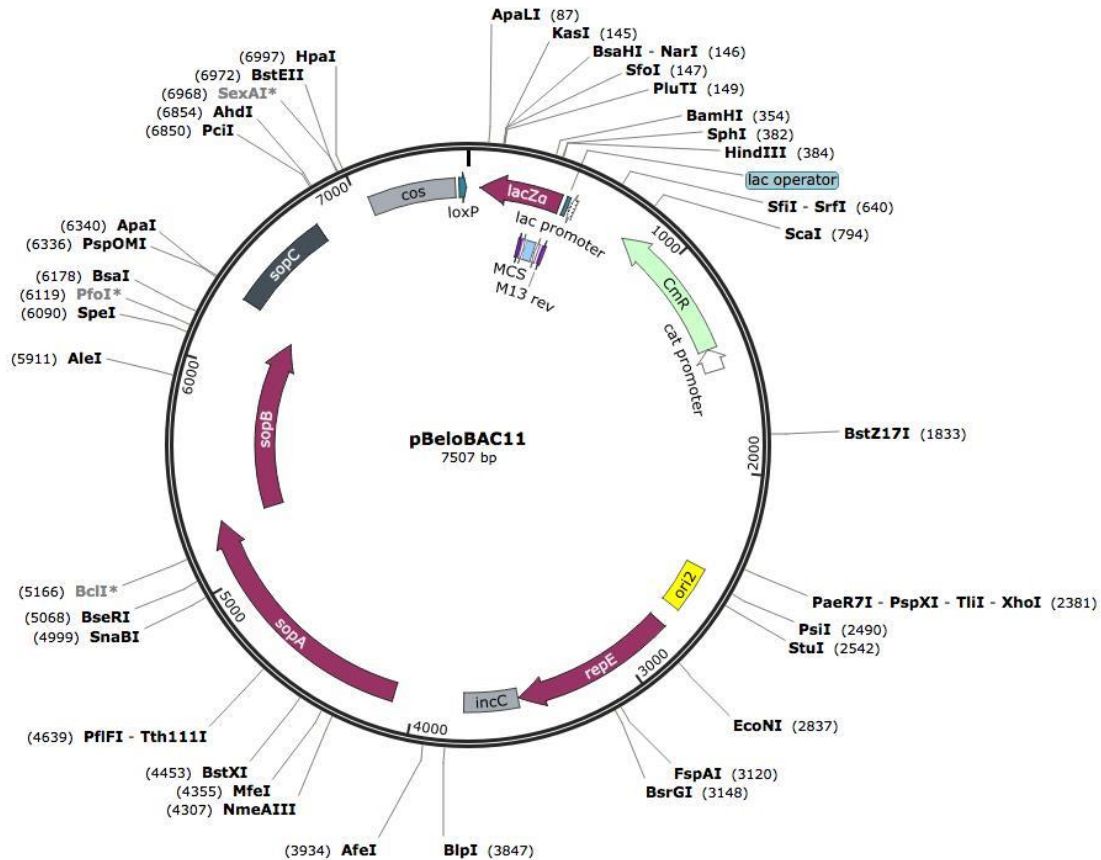 ApaLI (87)
KasI (145)
BsaHI - NarI (146)
SfoI (147)
PluTI (149)
BamHI (354)
SphI (382)
HindIII (384)
lac operator
SfiI - SrfI (640)
ScaI (794)
BstZ17I (1833)
PaeR7I - PspXI - TliI - XhoI (2381)
PsiI (2490)
StuI (2542)
EcoNI (2837)
FspAI (3120)
BsrGI (3148)
BlpI (3847)
(3934) AfeI
(4307) NmeAIII
(4355) MfeI
(4453) BstXI
(4639) PflFI - Tth111I
(4999) SnaBI
(5068) BseRI
(5166) BclI*
(5911) AleI
(6090) SpeI
(6119) PfoI*
(6178) BsaI
(6336) PspOMI
(6340) ApaI
(6850) PciI
(6854) AhdI
(6968) SexAI*
(6972) BstEII
(6997) HpaI
cos
loxP
lacZα
lac promoter
MCS
M13 rev
CmR
cat promoter
ori2
repE
incC
sopA
sopB
sopC
1000
2000
3000
4000
5000
6000
7000
pBeloBAC11
7507 bp